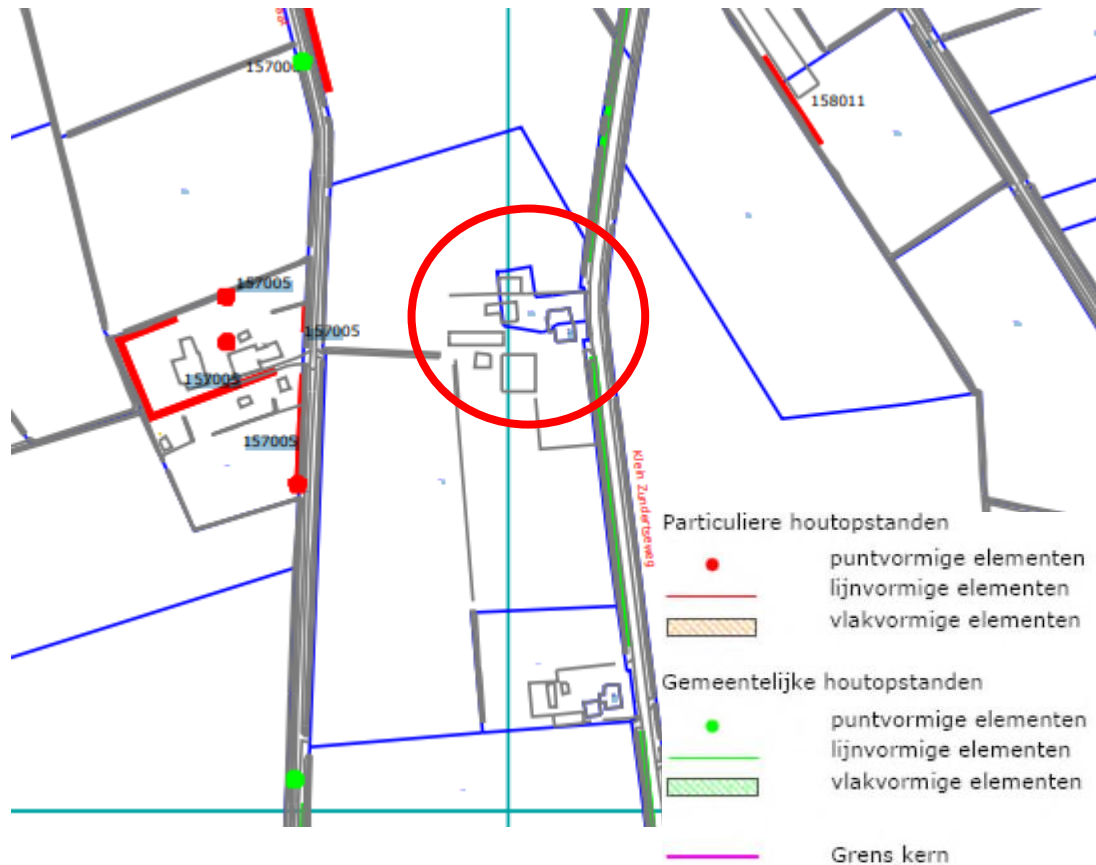 157006
158011
157005
157005
157005
157005
Klein Zundertseweg
Particuliere houtopstanden
puntvormige elementen
lijnvormige elementen
vlakvormige elementen
Gemeentelijke houtopstanden
puntvormige elementen
lijnvormige elementen
vlakvormige elementen
Grens kern